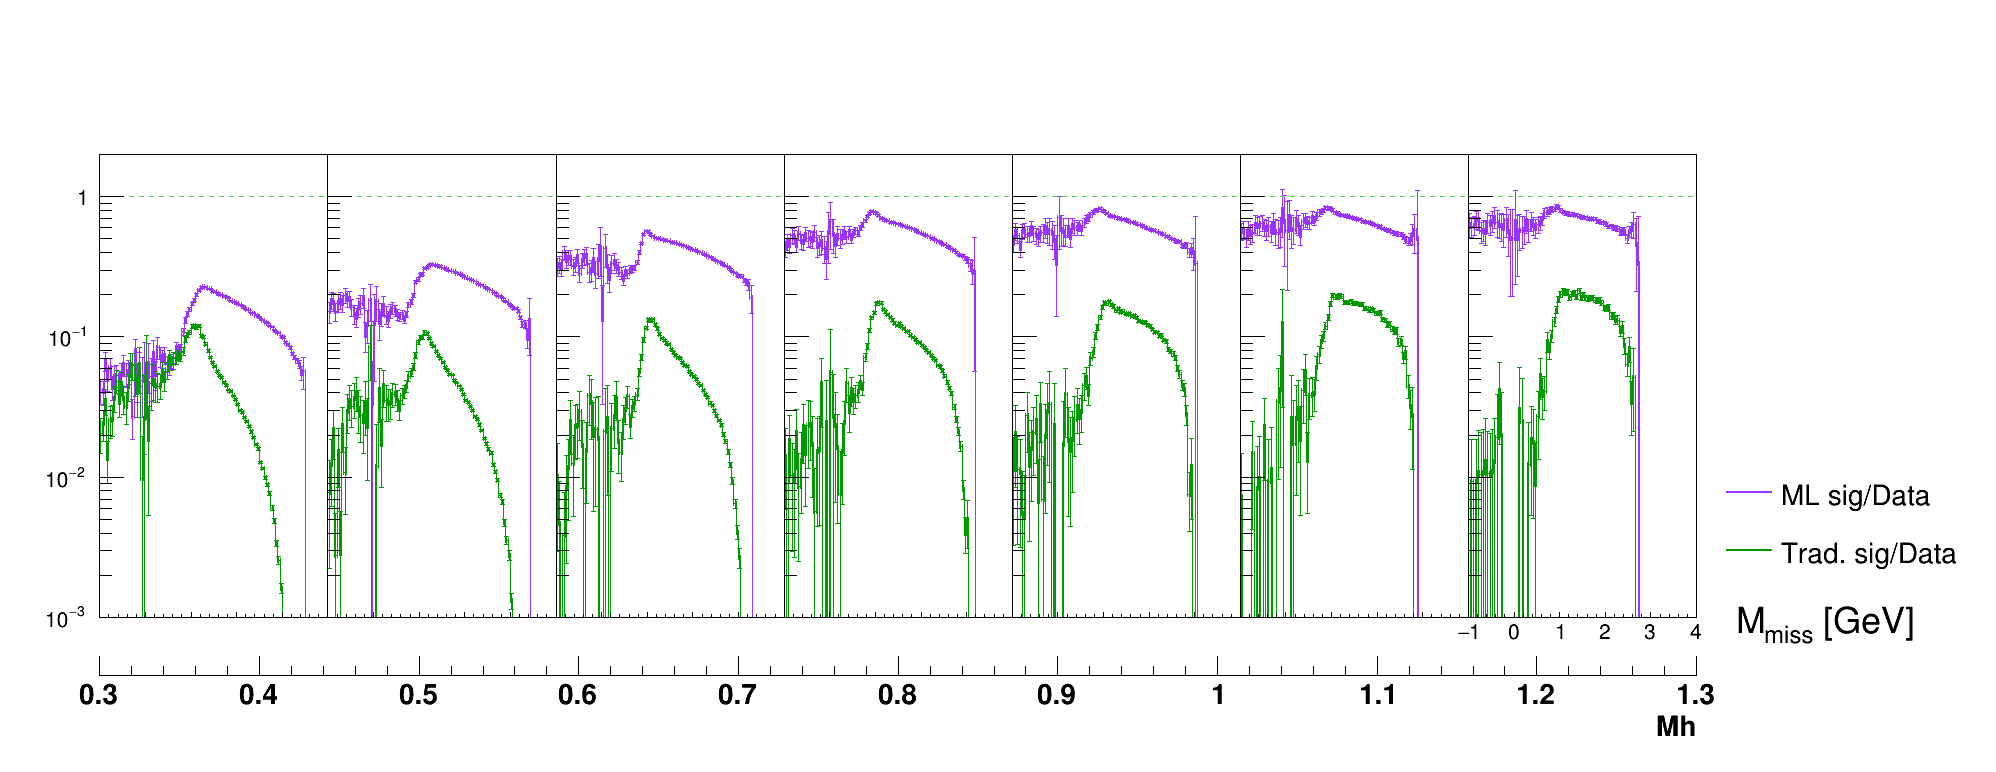 1
10⁻¹
10⁻²
10⁻³
ML sig/Data
Trad. sig/Data
−1 0 1 2 3 4
M_miss [GeV]
0.3 0.4 0.5 0.6 0.7 0.8 0.9 1 1.1 1.2 1.3
Mh